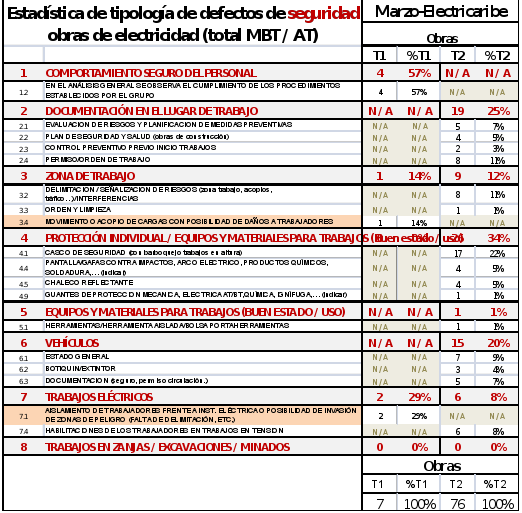 Estadística de tipología de defectos de seguridad Marzo-Electricaribe
obras de electricidad (total MBT / AT) Obras
T1 %T1 T2 %T2
1 COMPORTAMIENTO SEGURO DEL PERSONAL 4 57% N/A N/A
1.2 EN EL ANÁLISIS GENERAL SE OBSERVA EL CUMPLIMIENTO DE LOS PROCEDIMIENTOS ESTABLECIDOS POR EL GRUPO 4 57% N/A N/A
2 DOCUMENTACIÓN EN EL LUGAR DE TRABAJO N/A N/A 19 25%
2.1 EVALUACION DE RIESGOS Y PLANIFICACION DE MEDIDAS PREVENTIVAS N/A N/A 5 7%
2.2 PLAN DE SEGURIDAD Y SALUD (obras de construcción) N/A N/A 4 5%
2.3 CONTROL PREVENTIVO PREVIO INICIO TRABAJOS N/A N/A 2 3%
2.4 PERMISO/ORDEN DE TRABAJO N/A N/A 8 11%
3 ZONA DE TRABAJO 1 14% 9 12%
3.2 DELIMITACION / SEÑALIZACION DE RIESGOS (zona trabajo, acopios, tráfico...)/INTERFERENCIAS N/A N/A 8 11%
3.3 ORDEN Y LIMPIEZA N/A N/A 1 1%
3.4 MOVIMIENTO O ACOPIO DE CARGAS CON POSIBILIDAD DE DAÑOS A TRABAJADORES 1 14% N/A N/A
4 PROTECCIÓN INDIVIDUAL / EQUIPOS Y MATERIALES PARA TRABAJOS (Buen estado / uso) 34%
4.1 CASCO DE SEGURIDAD (con barboquejo trabajos en altura) N/A N/A 17 22%
4.4 PANTALLA GAFAS CONTRA IMPACTOS, ARCO ELECTRICO, PRODUCTOS QUÍMICOS, SOLDADURA,... (indicar) N/A N/A 4 5%
4.5 CHALECO REFLECTANTE N/A N/A 4 5%
4.9 GUANTES DE PROTECCION MECANICA, ELECTRICA AT/BT, QUÍMICA, IGNÍFUGA,... (indicar) N/A N/A 1 1%
5 EQUIPOS Y MATERIALES PARA TRABAJOS (BUEN ESTADO / USO) N/A N/A 1 1%
5.1 HERRAMIENTAS/HERRAMIENTA AISLADA/BOLSA PORTAHERRAMIENTAS N/A N/A 1 1%
6 VEHÍCULOS N/A N/A 15 20%
6.1 ESTADO GENERAL N/A N/A 7 9%
6.2 BOTIQUIN/EXTINTOR N/A N/A 3 4%
6.3 DOCUMENTACION (seguro, permiso circulación..) N/A N/A 5 7%
7 TRABAJOS ELÉCTRICOS 2 29% 6 8%
7.1 AISLAMIENTO DE TRABAJADORES FRENTE A INST. ELÉCTRICA O POSIBILIDAD DE INVASIÓN DE ZONAS DE PELIGRO (FALTA DE DELIMITACIÓN, ETC.) 2 29% N/A N/A
7.4 HABILITACIONES DE LOS TRABAJADORES EN TRABAJOS EN TENSION N/A N/A 6 8%
8 TRABAJOS EN ZANJAS / EXCAVACIONES / MINADOS 0 0% 0 0%
Obras
T1 %T1 T2 %T2
7 100% 76 100%